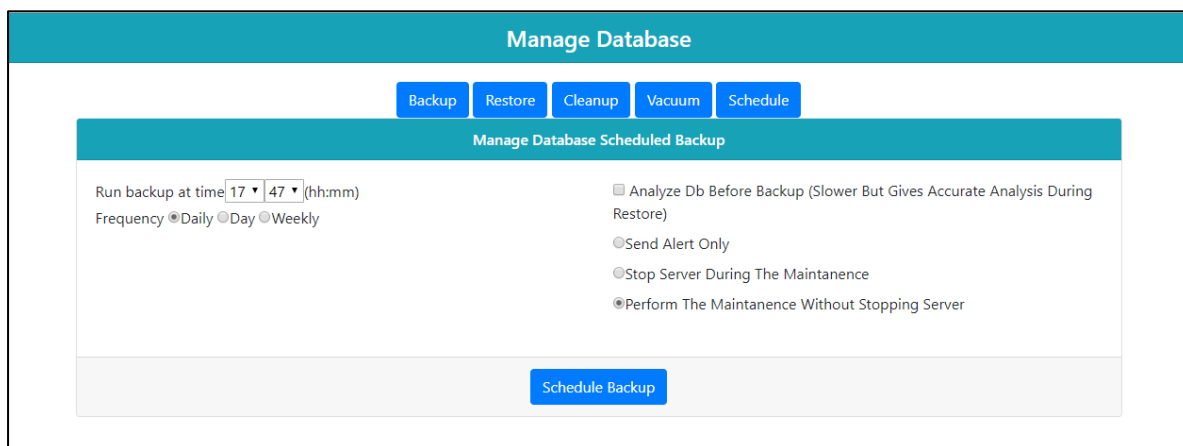 Manage Database
Backup Restore Cleanup Vacuum Schedule
Manage Database Scheduled Backup
Run backup at time 17 47 (hh:mm)
Frequency Daily Day Weekly
Analyze Db Before Backup (Slower But Gives Accurate Analysis During
Restore)
Send Alert Only
Stop Server During The Maintanence
Perform The Maintanence Without Stopping Server
Schedule Backup